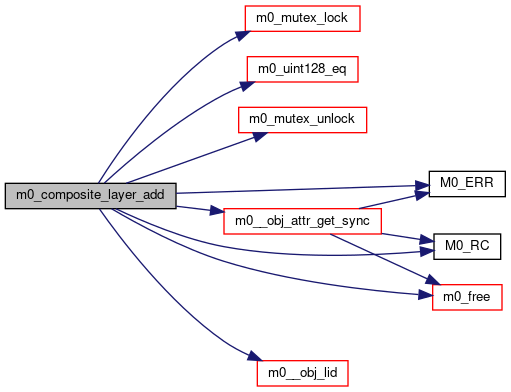 m0_mutex_lock
m0_uint128_eq
m0_mutex_unlock
m0_composite_layer_add
M0_ERR
m0__obj_attr_get_sync
M0_RC
m0_free
m0__obj_lid